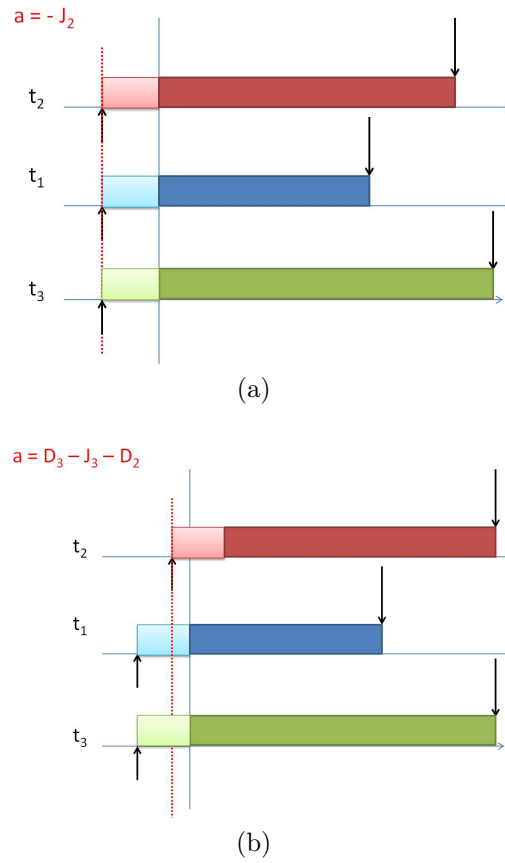 a = - J₂
t₂
t₁
t₃
(a)
a = D₃ – J₃ – D₂
t₂
t₁
t₃
(b)